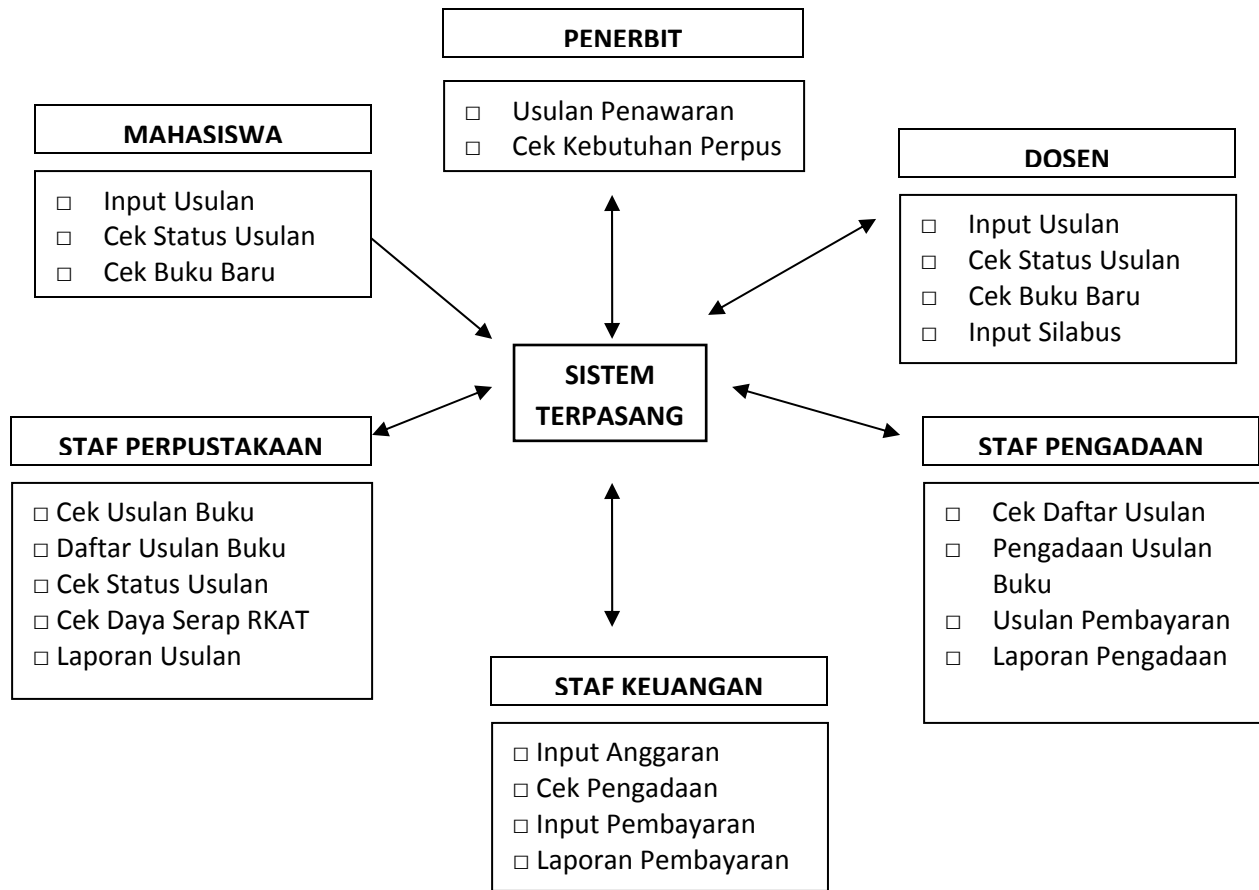 PENERBIT
□ Usulan Penawaran
□ Cek Kebutuhan Perpus
MAHASISWA
□ Input Usulan
□ Cek Status Usulan
□ Cek Buku Baru
DOSEN
□ Input Usulan
□ Cek Status Usulan
□ Cek Buku Baru
□ Input Silabus
SISTEM
TERPASANG
STAF PERPUSTAKAAN
□ Cek Usulan Buku
□ Daftar Usulan Buku
□ Cek Status Usulan
□ Cek Daya Serap RKAT
□ Laporan Usulan
STAF PENGADAAN
□ Cek Daftar Usulan
□ Pengadaan Usulan
Buku
□ Usulan Pembayaran
□ Laporan Pengadaan
STAF KEUANGAN
□ Input Anggaran
□ Cek Pengadaan
□ Input Pembayaran
□ Laporan Pembayaran